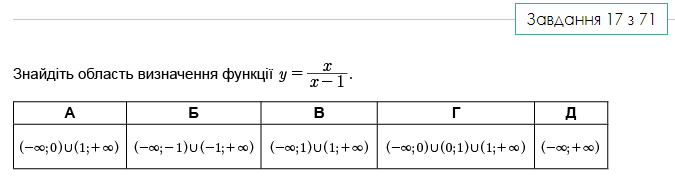 Завдання 17 з 71
Знайдіть область визначення функції y = x/(x − 1).
А Б В Г Д
(−∞;0)∪(1;+∞) (−∞;−1)∪(−1;+∞) (−∞;1)∪(1;+∞) (−∞;0)∪(0;1)∪(1;+∞) (−∞;+∞)